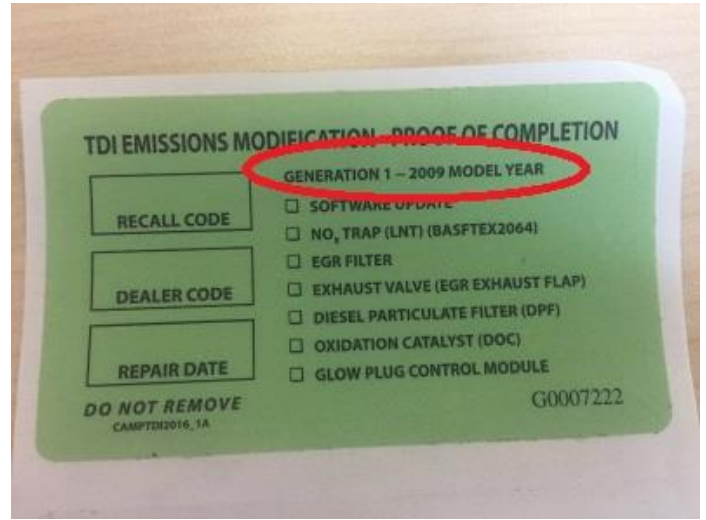 TDI EMISSIONS MODIFICATION - PROOF OF COMPLETION
GENERATION 1 – 2009 MODEL YEAR
RECALL CODE
DEALER CODE
REPAIR DATE
☐ SOFTWARE UPDATE
☐ NOₓ TRAP (LNT) (BASFTEX2064)
☐ EGR FILTER
☐ EXHAUST VALVE (EGR EXHAUST FLAP)
☐ DIESEL PARTICULATE FILTER (DPF)
☐ OXIDATION CATALYST (DOC)
☐ GLOW PLUG CONTROL MODULE
DO NOT REMOVE
CAMPTDI2016_1A
G0007222